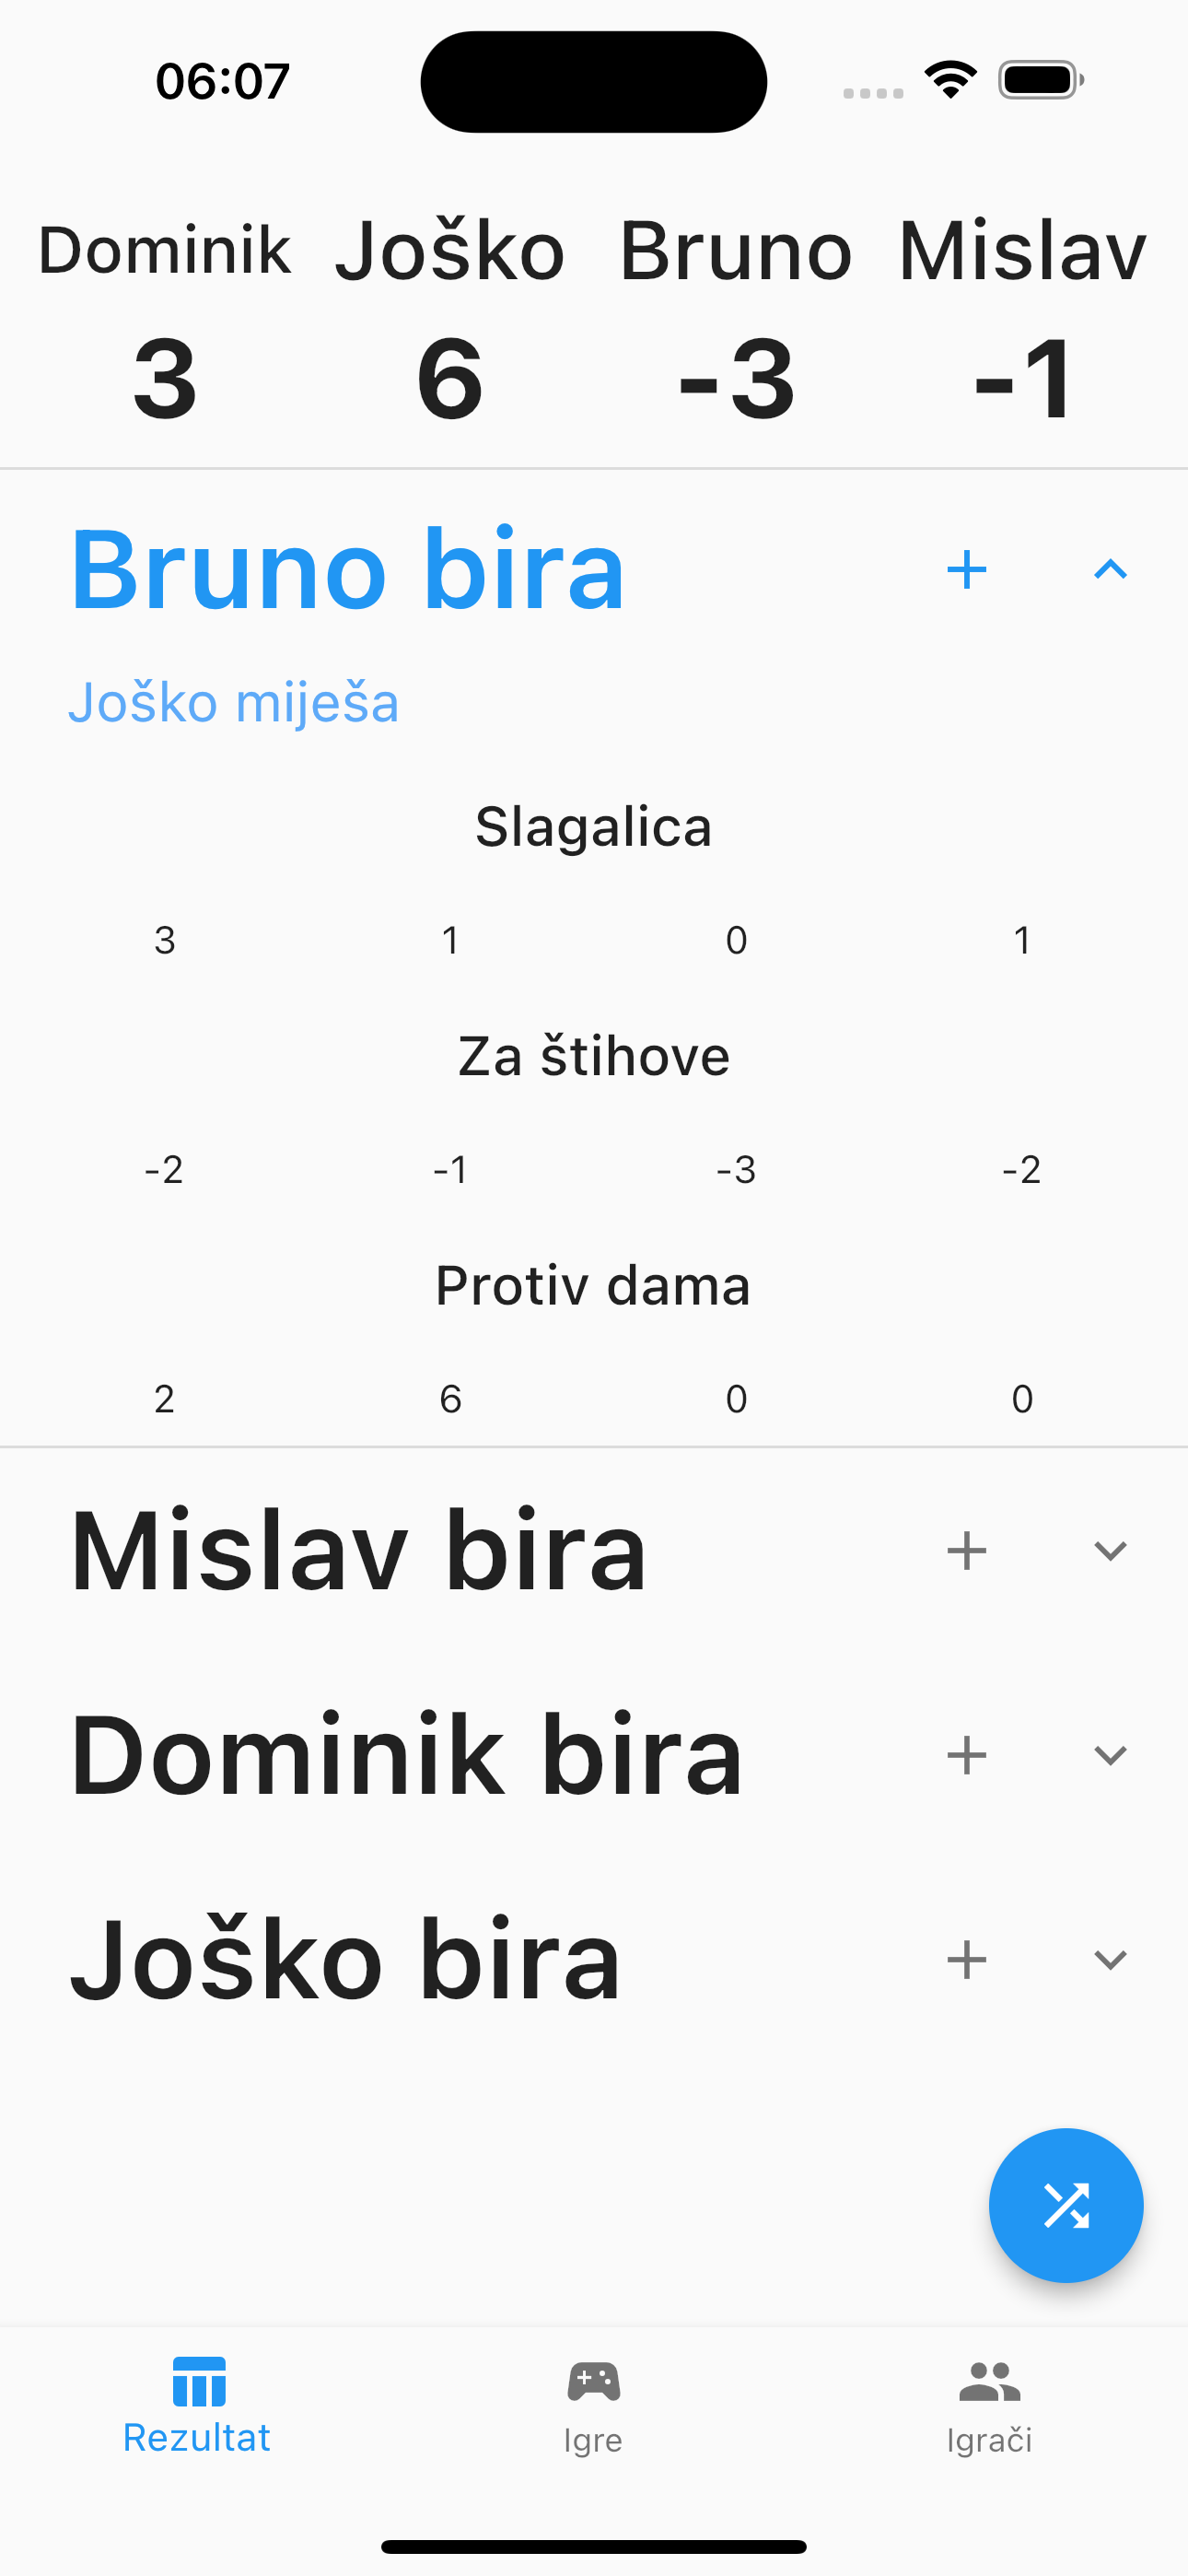 06:07
Dominik Joško Bruno Mislav
3 6 -3 -1
Bruno bira
Joško miješa
Slagalica
3 1 0 1
Za štihove
-2 -1 -3 -2
Protiv dama
2 6 0 0
Mislav bira
Dominik bira
Joško bira
Rezultat Igre Igrači